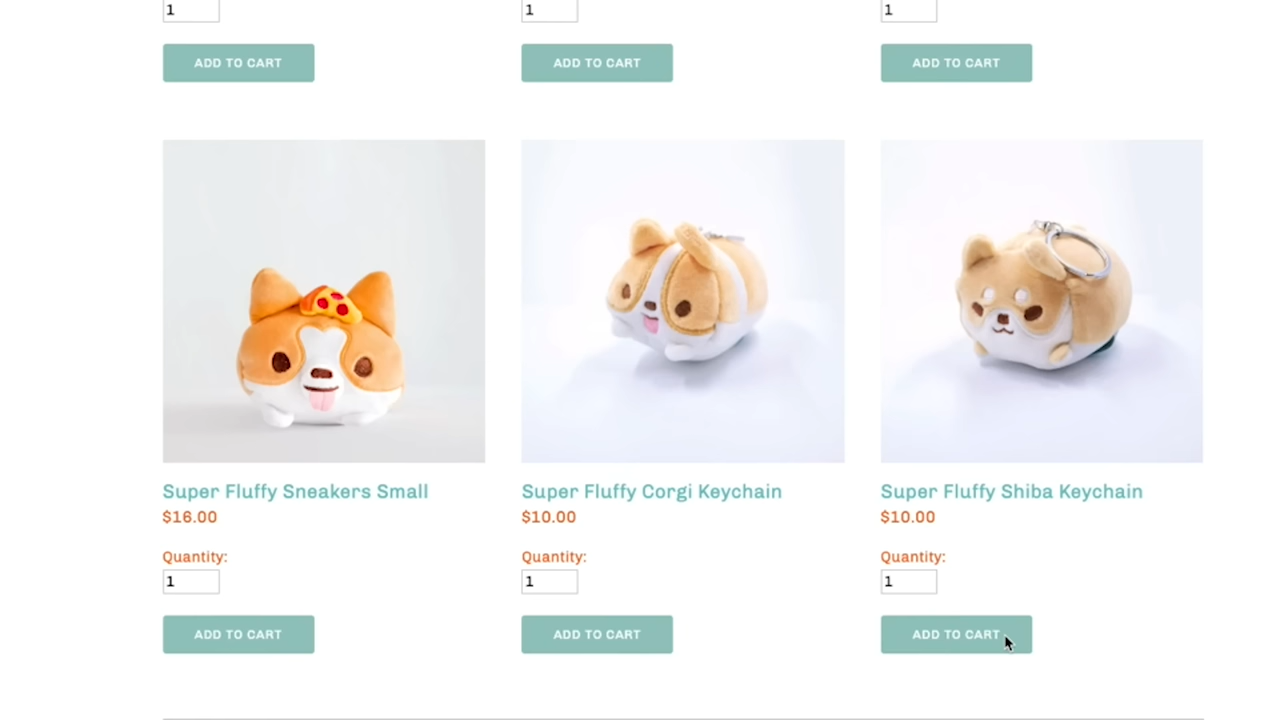 1 1 1
ADD TO CART ADD TO CART ADD TO CART
Super Fluffy Sneakers Small
$16.00
Quantity:
1
ADD TO CART
Super Fluffy Corgi Keychain
$10.00
Quantity:
1
ADD TO CART
Super Fluffy Shiba Keychain
$10.00
Quantity:
1
ADD TO CART